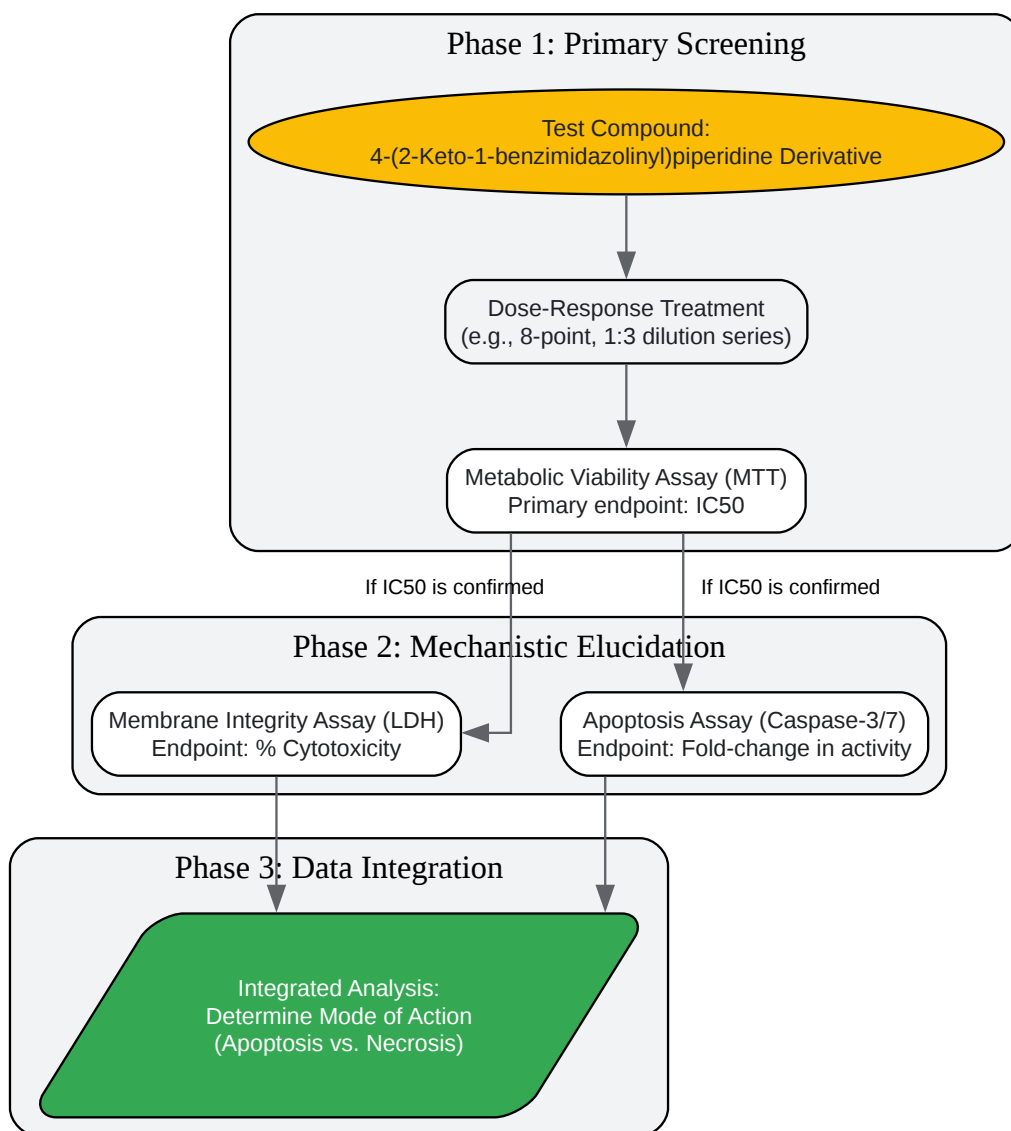 Phase 1: Primary Screening
Test Compound:
4-(2-Keto-1-benzimidazolinyl)piperidine Derivative
Dose-Response Treatment
(e.g., 8-point, 1:3 dilution series)
Metabolic Viability Assay (MTT)
Primary endpoint: IC50
If IC50 is confirmed
If IC50 is confirmed
Phase 2: Mechanistic Elucidation
Membrane Integrity Assay (LDH)
Endpoint: % Cytotoxicity
Apoptosis Assay (Caspase-3/7)
Endpoint: Fold-change in activity
Phase 3: Data Integration
Integrated Analysis:
Determine Mode of Action
(Apoptosis vs. Necrosis)